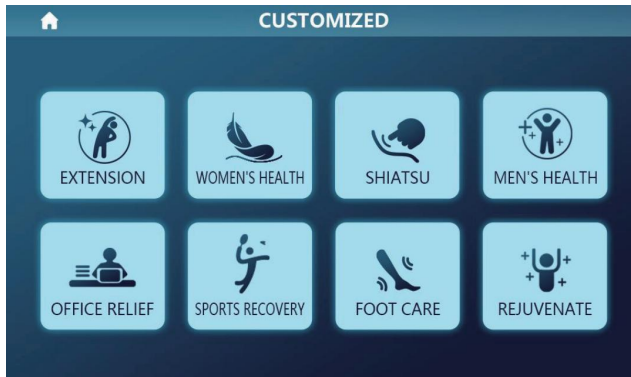 CUSTOMIZED
EXTENSION
WOMEN'S HEALTH
SHIATSU
MEN'S HEALTH
OFFICE RELIEF
SPORTS RECOVERY
FOOT CARE
REJUVENATE